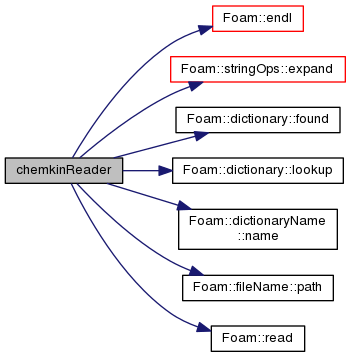 Foam::endl
Foam::stringOps::expand
Foam::dictionary::found
chemkinReader
Foam::dictionary::lookup
Foam::dictionaryName
::name
Foam::fileName::path
Foam::read